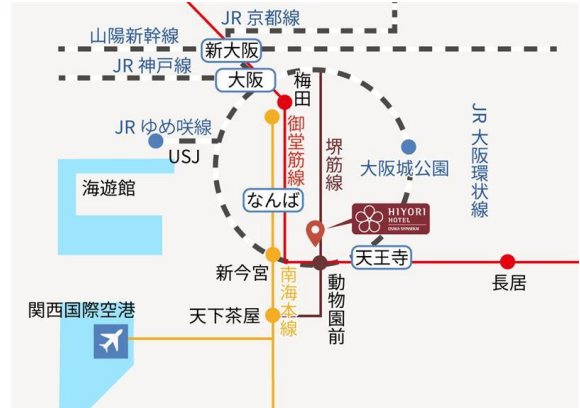 JR 京都線
山陽新幹線
新大阪
JR 神戸線
大阪
梅田
JR ゆめ咲線
USJ
御堂筋線
堺筋線
大阪城公園
JR 大阪環状線
海遊館
なんば
HIYORI
HOTEL
新今宮
天王寺
動物園前
長居
南海本線
関西国際空港
天下茶屋